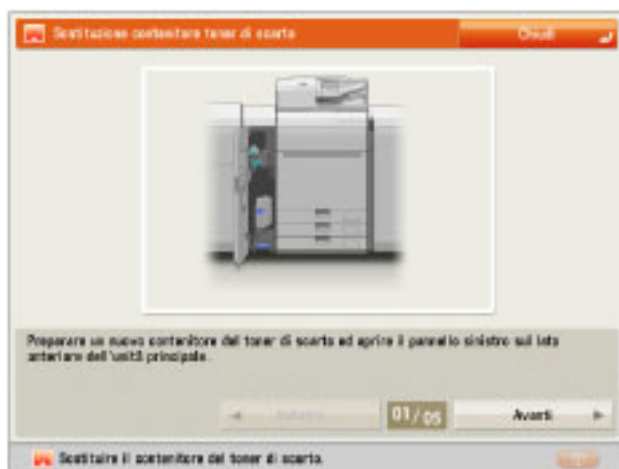 Sostituzione contenitore toner di scarto
Chiudi
Preparare un nuovo contenitore del toner di scarto ed aprire il pannello sinistro sul lato
anteriore dell'unità principale.
Indietro
01/05
Avanti
Sostituire il contenitore del toner di scarto.